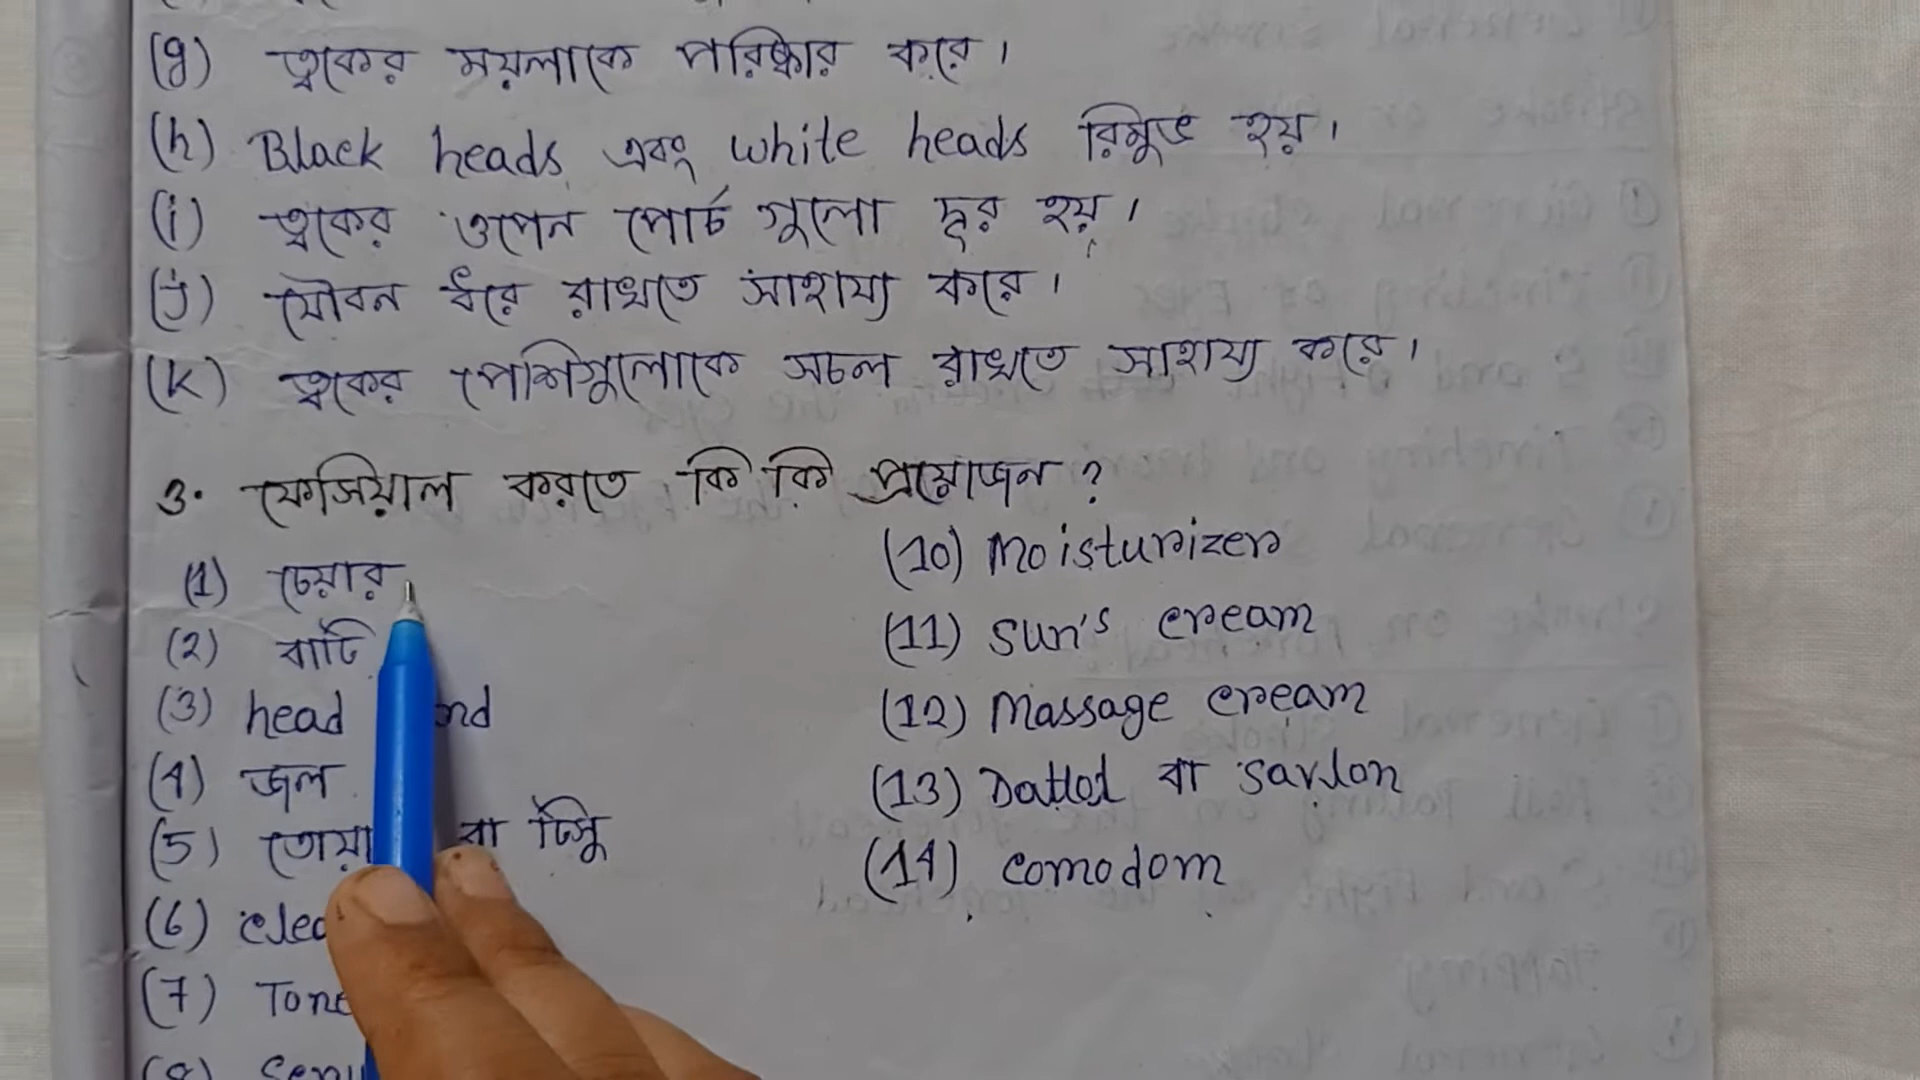 (g) ত্বকের ময়লাকে পরিষ্কার করে।
(h) Black heads এবং white heads রিমুভ হয়।
(i) ত্বকের ওপেন পোর্চ গুলো দূর হয়।
(j) যৌবন ধরে রাখতে সাহায্য করে।
(k) ত্বকের পেশিগুলোকে সচল রাখতে সাহায্য করে।
3. ফেসিয়াল করতে কি কি প্রয়োজন?
(1) চেয়ার
(2) বাটি
(3) head
(4) জল
(5) বা টিসু
(6)
(7)
(10) Moisturizer
(11) Sun's cream
(12) Massage cream
(13) Dattol বা Savlon
(14) comodom